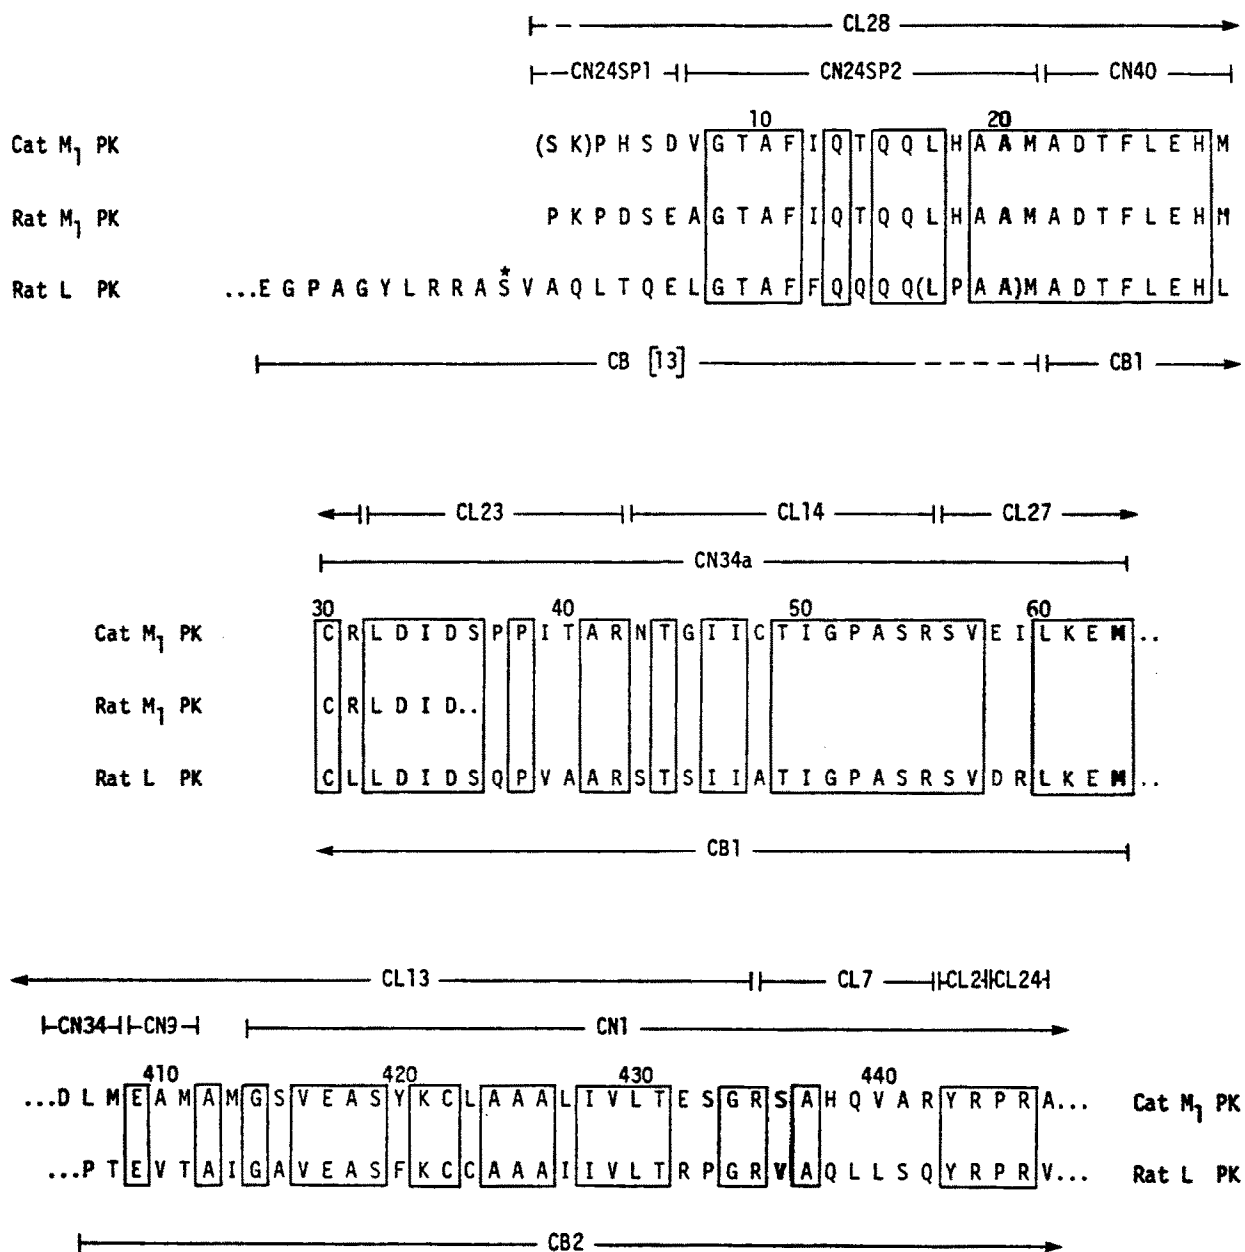 CL28
CN24SP1 CN24SP2 CN40
10 20
Cat M1 PK (S K)P H S D V G T A F I Q T Q Q L H A A M A D T F L E H M
Rat M1 PK P K P D S E A G T A F I Q T Q Q L H A A M A D T F L E H M
*
Rat L PK ...E G P A G Y L R R A S V A Q L T Q E L G T A F F Q Q Q Q(L P A A)M A D T F L E H L
CB [13] CB1
CL23 CL14 CL27
CN34a
30 40 50 60
Cat M1 PK C R L D I D S P P I T A R N T G I I C T I G P A S R S V E I L K E M ..
Rat M1 PK C R L D I D..
Rat L PK C L L D I D S Q P V A A R S T S I I A T I G P A S R S V D R L K E M ..
CB1
CL13 CL7 CL2 CL24
CN34 CN9 CN1
410 420 430 440
...D L M E A M A M G S V E A S Y K C L A A A L I V L T E S G R S A H Q V A R Y R P R A... Cat M1 PK
...P T E V T A I G A V E A S F K C C A A A I I V L T R P G R V A Q L L S Q Y R P R V... Rat L PK
CB2